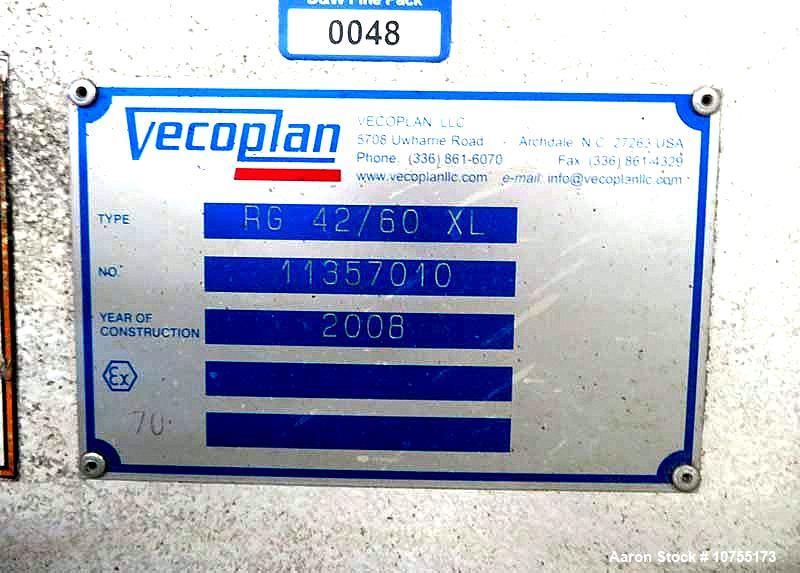 B&W Fine Pack
0048
Vecoplan
VECOPLAN LLC
5708 Uwharrie Road - Archdale, N.C. 27263 USA
Phone: (336) 861-6070 Fax: (336) 861-4329
www.vecoplanllc.com e-mail: info@vecoplanllc.com
TYPE RG 42/60 XL
NO. 11357010
YEAR OF
CONSTRUCTION 2008
Ex
70
Aaron Stock # 10755173